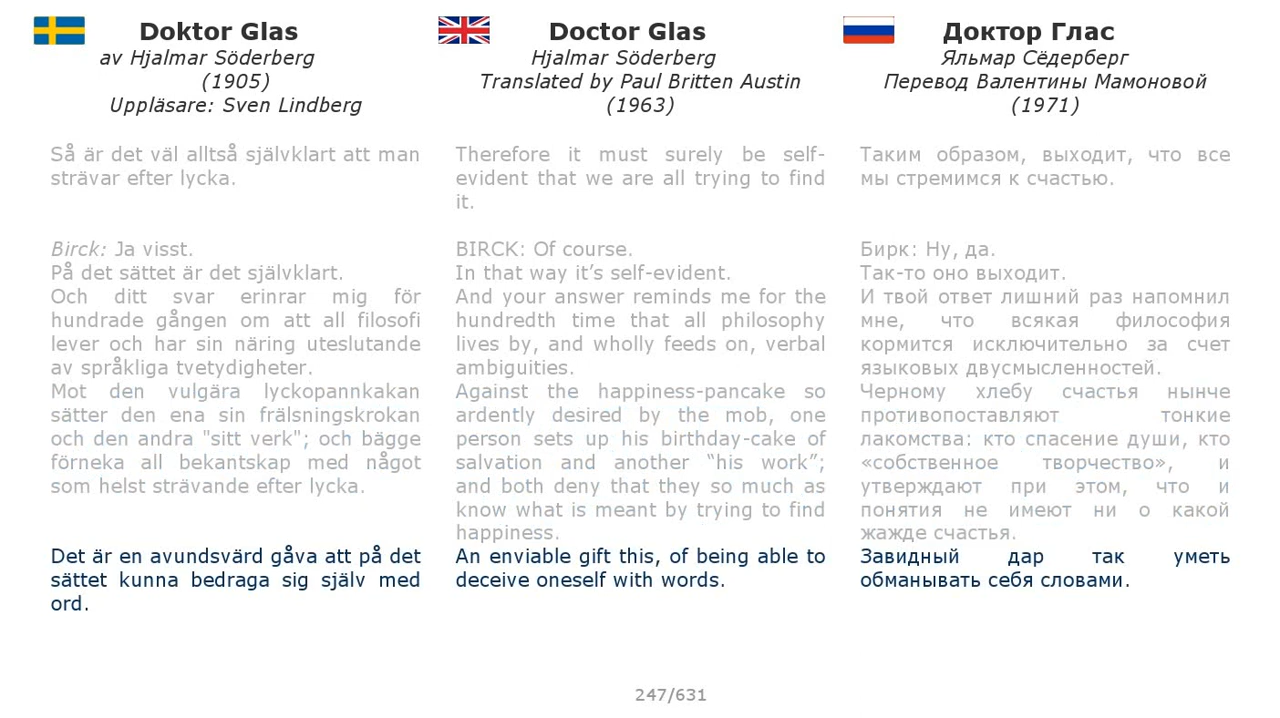 Doktor Glas
av Hjalmar Söderberg
(1905)
Uppläsare: Sven Lindberg
Så är det väl alltså självklart att man
strävar efter lycka.
Birck: Ja visst.
På det sättet är det självklart.
Och ditt svar erinrar mig för
hundrade gången om att all filosofi
lever och har sin näring uteslutande
av språkliga tvetydigheter.
Mot den vulgära lyckopannkakan
sätter den ena sin frälsningskrokan
och den andra "sitt verk"; och bägge
förneka all bekantskap med något
som helst strävande efter lycka.
Det är en avundsvärd gåva att på det
sättet kunna bedraga sig själv med
ord.
Doctor Glas
Hjalmar Söderberg
Translated by Paul Britten Austin
(1963)
Therefore it must surely be self-
evident that we are all trying to find
it.
BIRCK: Of course.
In that way it’s self-evident.
And your answer reminds me for the
hundredth time that all philosophy
lives by, and wholly feeds on, verbal
ambiguities.
Against the happiness-pancake so
ardently desired by the mob, one
person sets up his birthday-cake of
salvation and another “his work”;
and both deny that they so much as
know what is meant by trying to find
happiness.
An enviable gift this, of being able to
deceive oneself with words.
Доктор Глас
Яльмар Сёдерберг
Перевод Валентины Мамоновой
(1971)
Таким образом, выходит, что все
мы стремимся к счастью.
Бирк: Ну, да.
Так-то оно выходит.
И твой ответ лишний раз напомнил
мне, что всякая философия
кормится исключительно за счет
языковых двусмысленностей.
Черному хлебу счастья нынче
противопоставляют тонкие
лакомства: кто спасение души, кто
«собственное творчество», и
утверждают при этом, что и
понятия не имеют ни о какой
жажде счастья.
Завидный дар так уметь
обманывать себя словами.
247/631